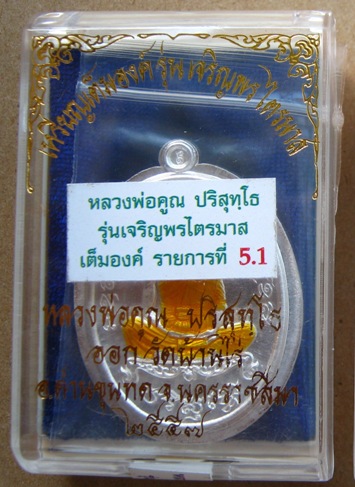 เหรียญเต็มองค์ รุ่น เจริญพรไตรมาส
หลวงพ่อคูณ ปริสุทฺโธ
รุ่นเจริญพรไตรมาส
เต็มองค์ รายการที่ 5.1
หลวงพ่อคูณ ปริสุทฺโธ
ออก วัดบ้านไร่
อ.ด่านขุนทด จ.นครราชสีมา
๒๕๕๗